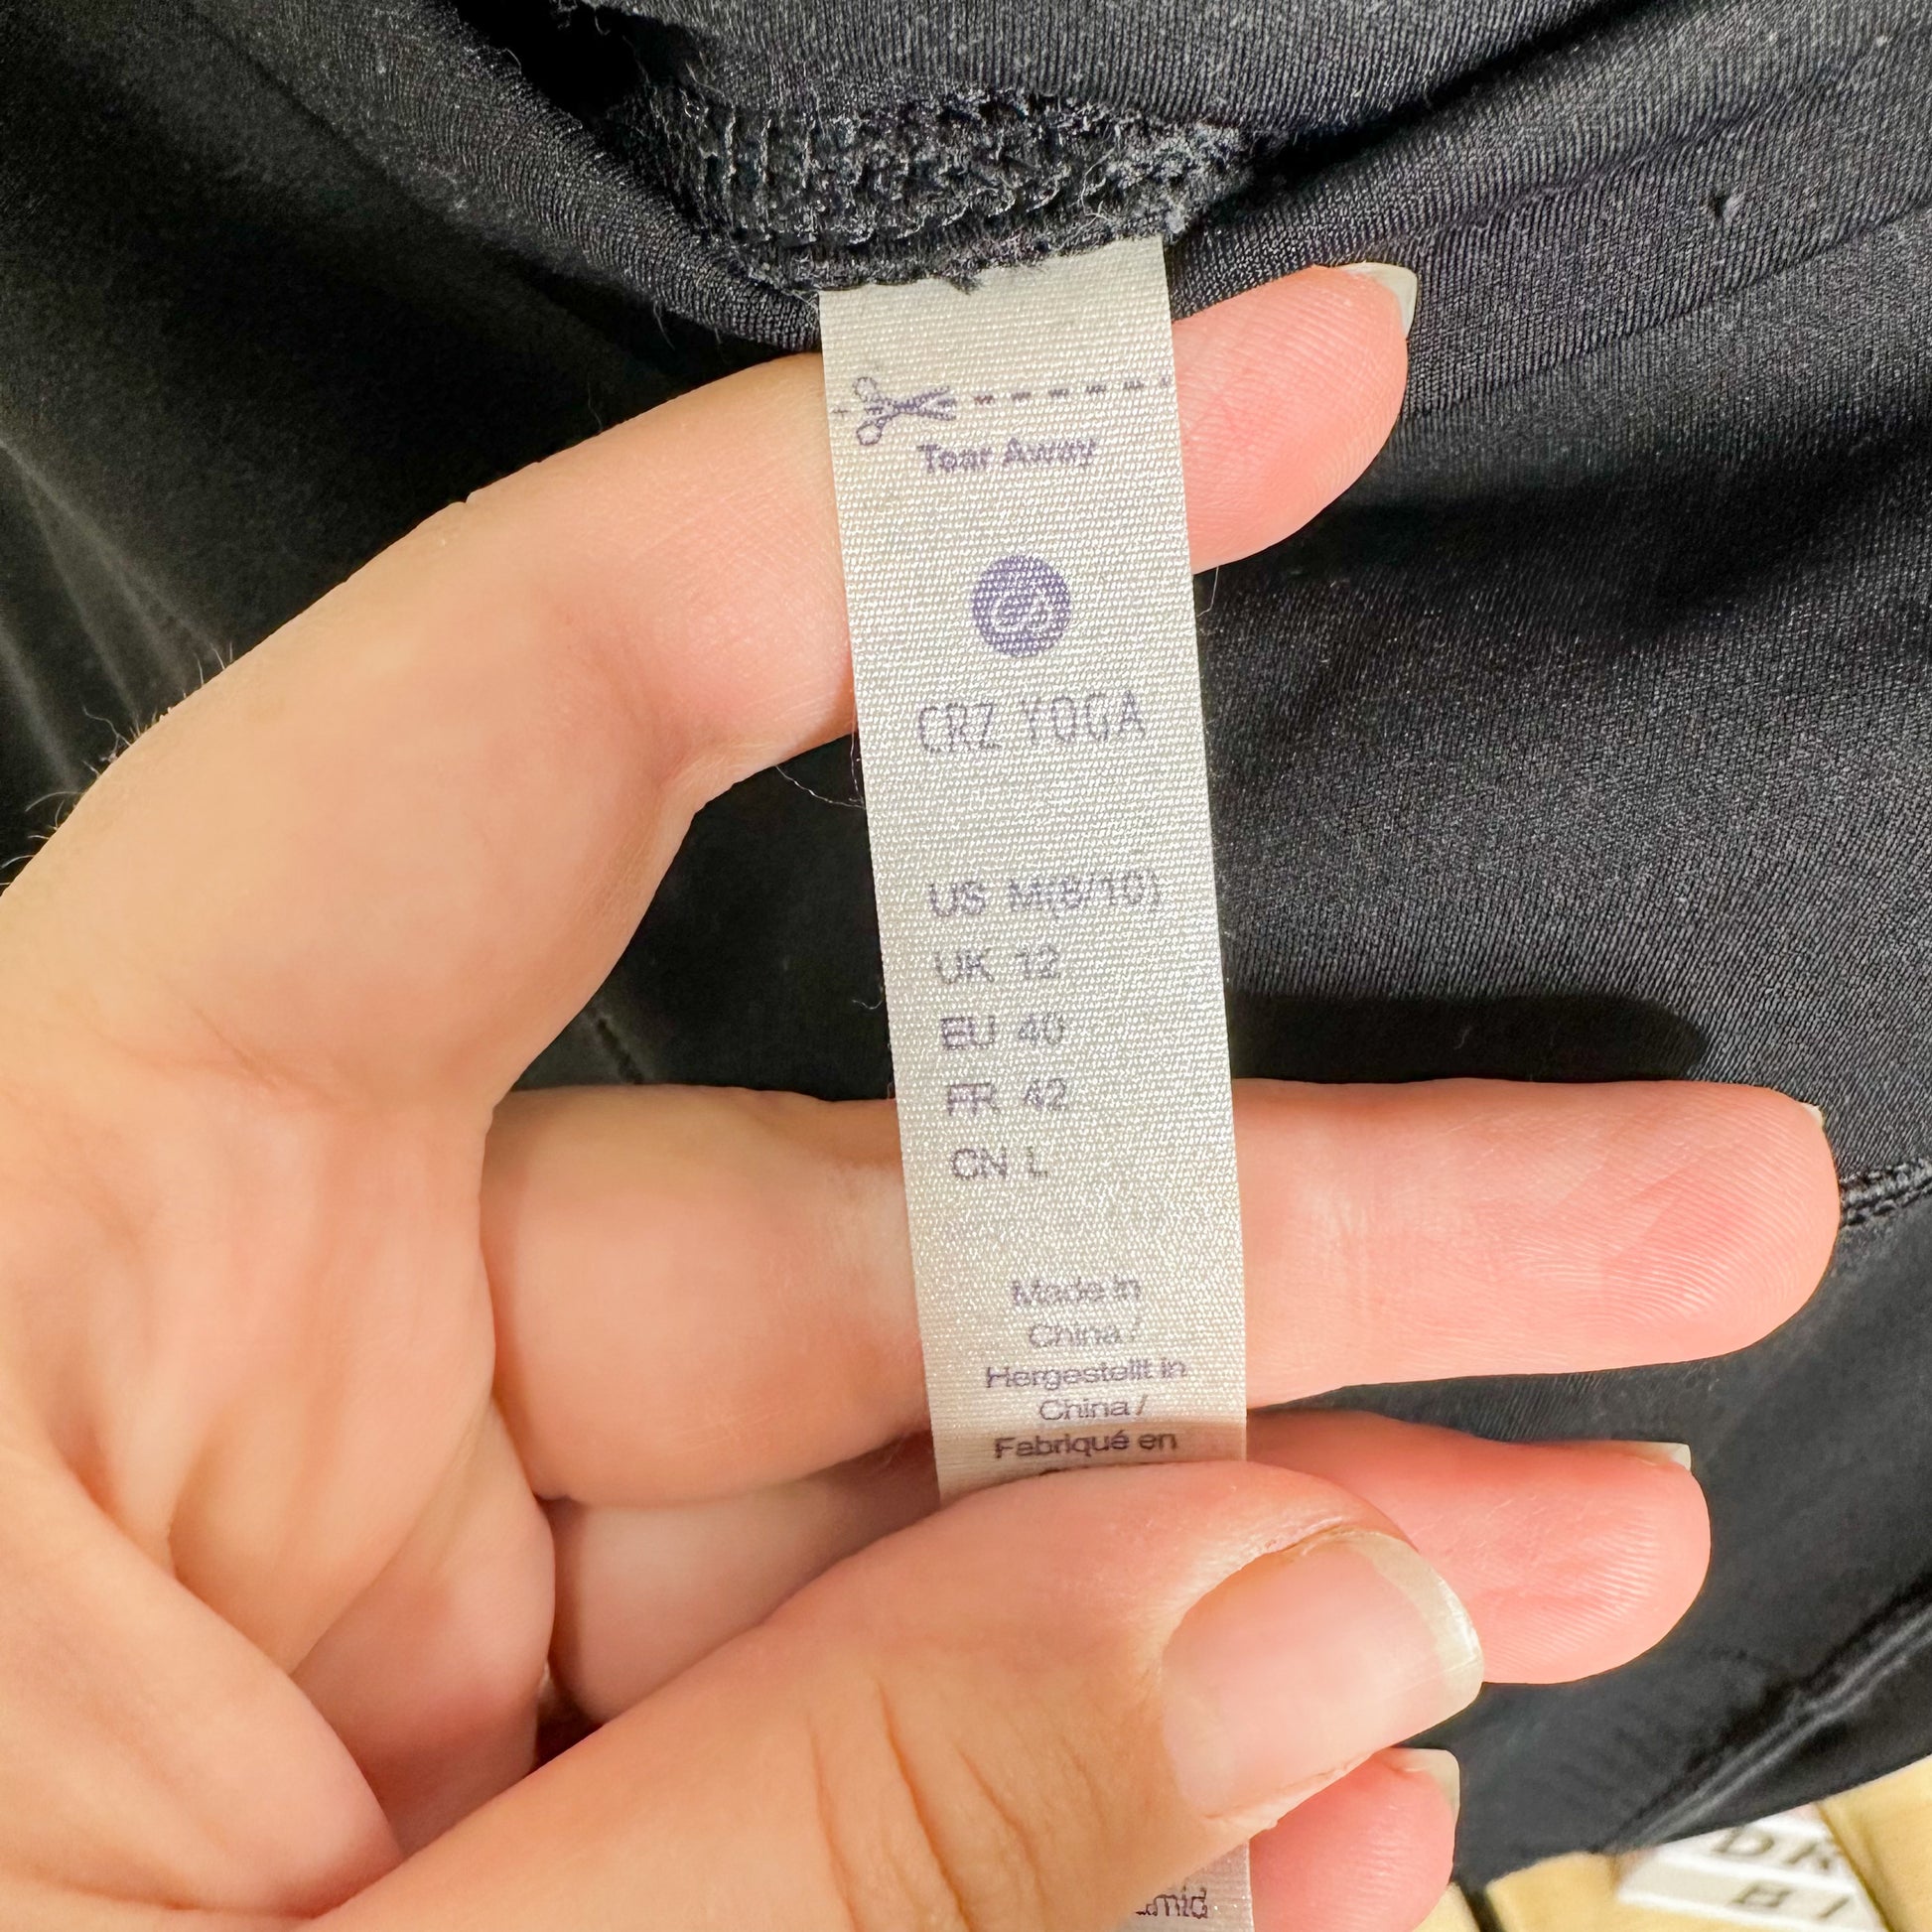 Tear Away
CRZ YOGA
US M(8/10)
UK 12
EU 40
FR 42
CN L
Made in
China /
Hergestellt in
China /
Fabriqué en